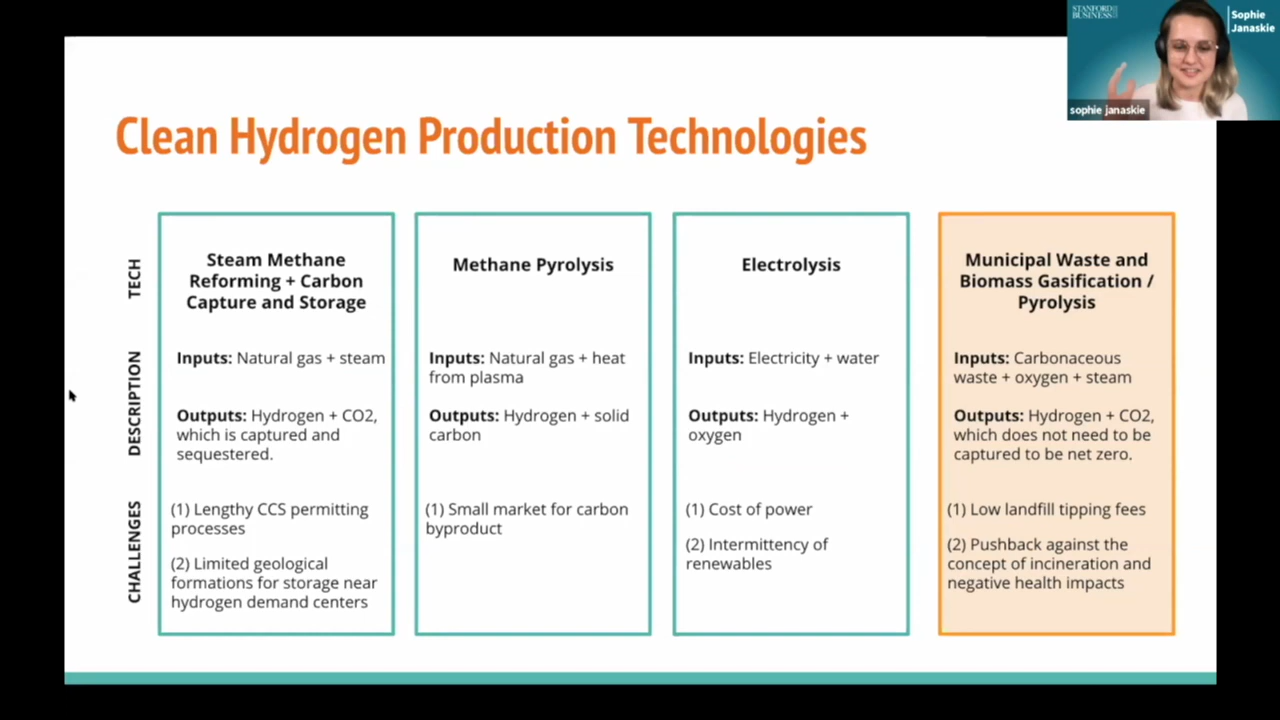 STANFORD
BUSINESS
Sophie
Janaskie
sophie janaskie
Clean Hydrogen Production Technologies
TECH
Steam Methane
Reforming + Carbon
Capture and Storage
Methane Pyrolysis
Electrolysis
Municipal Waste and
Biomass Gasification /
Pyrolysis
DESCRIPTION
Inputs: Natural gas + steam
Outputs: Hydrogen + CO2,
which is captured and
sequestered.
Inputs: Natural gas + heat
from plasma
Outputs: Hydrogen + solid
carbon
Inputs: Electricity + water
Outputs: Hydrogen +
oxygen
Inputs: Carbonaceous
waste + oxygen + steam
Outputs: Hydrogen + CO2,
which does not need to be
captured to be net zero.
CHALLENGES
(1) Lengthy CCS permitting
processes
(2) Limited geological
formations for storage near
hydrogen demand centers
(1) Small market for carbon
byproduct
(1) Cost of power
(2) Intermittency of
renewables
(1) Low landfill tipping fees
(2) Pushback against the
concept of incineration and
negative health impacts